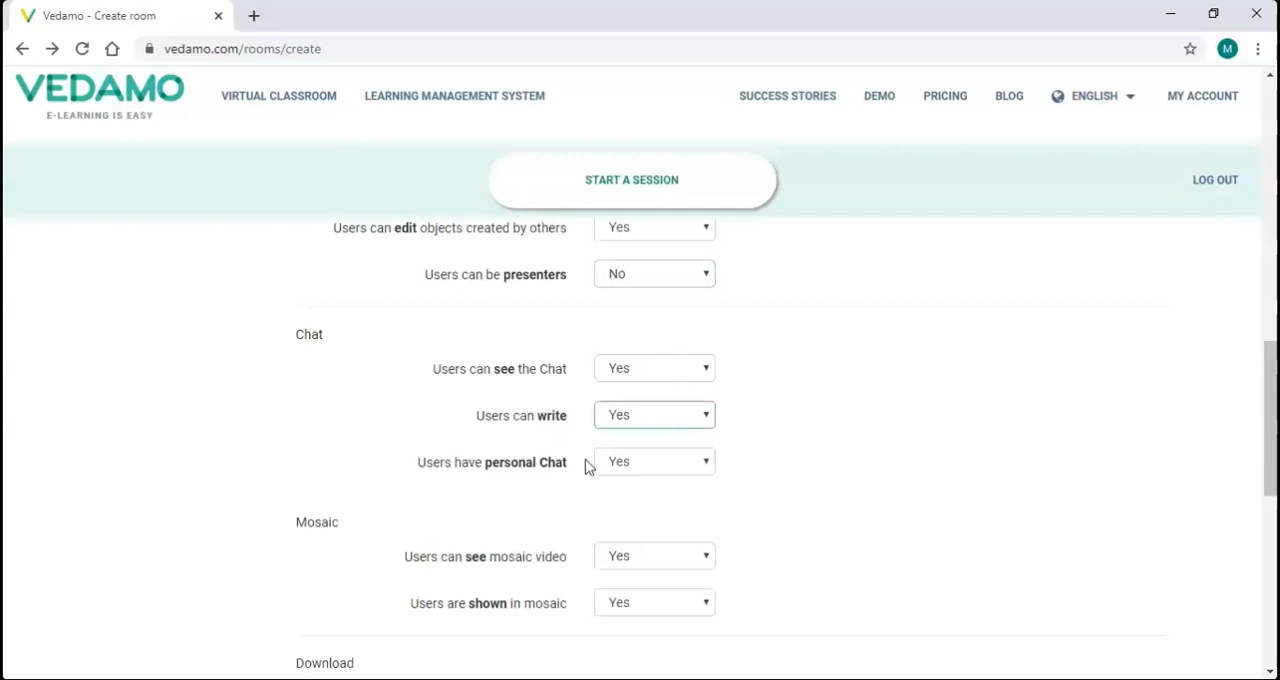 Vedamo - Create room
vedamo.com/rooms/create
M
VEDAMO
E-LEARNING IS EASY
VIRTUAL CLASSROOM
LEARNING MANAGEMENT SYSTEM
SUCCESS STORIES
DEMO
PRICING
BLOG
ENGLISH
MY ACCOUNT
START A SESSION
LOG OUT
Users can edit objects created by others Yes
Users can be presenters No
Chat
Users can see the Chat Yes
Users can write Yes
Users have personal Chat Yes
Mosaic
Users can see mosaic video Yes
Users are shown in mosaic Yes
Download